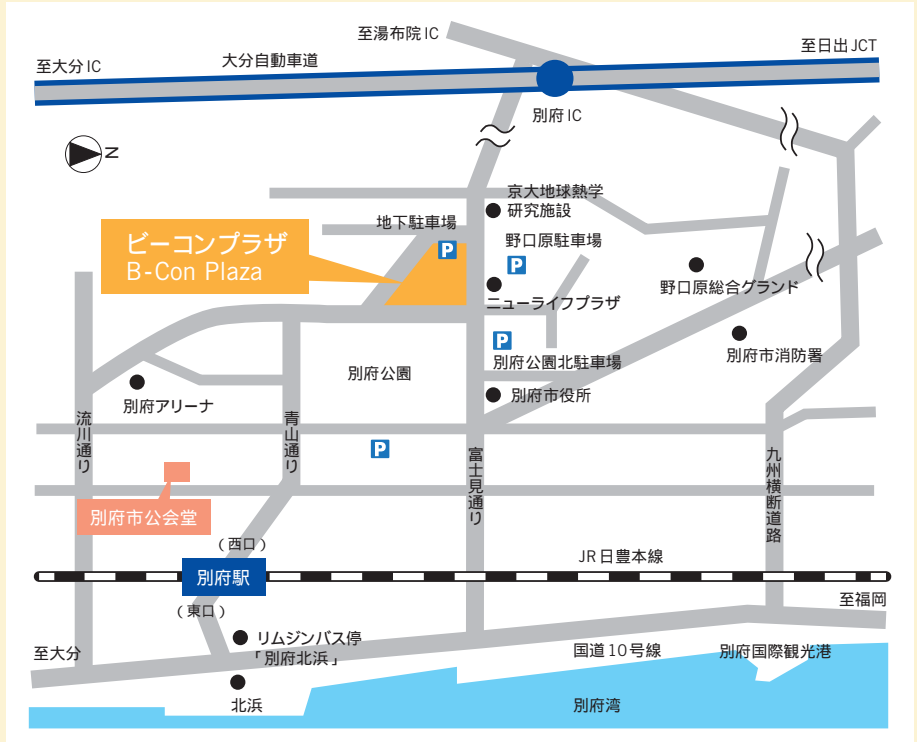 至湯布院IC
至日出JCT
大分自動車道
至大分IC
別府IC
N
京大地球熱学
研究施設
地下駐車場
P
ビーコンプラザ
B-Con Plaza
野口原駐車場
P
野口原総合グランド
ニューライフプラザ
P
別府公園北駐車場
別府市消防署
別府公園
別府市役所
別府アリーナ
流川通り
青山通り
P
富士見通り
九州横断道路
別府市公会堂
(西口)
JR日豊本線
別府駅
(東口)
至福岡
リムジンバス停
「別府北浜」
至大分
国道10号線
別府国際観光港
北浜
別府湾